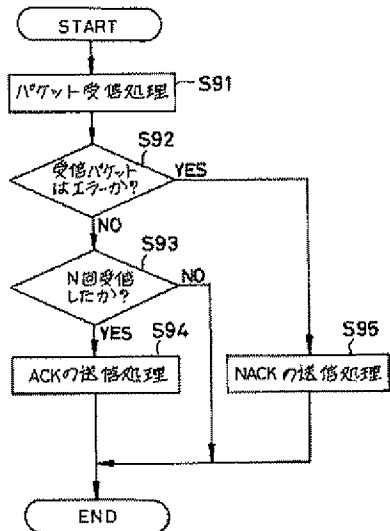 START
パケット受信処理
S91
S92
受信パケット
はエラーか?
YES
NO
S93
N回受信
したか?
NO
YES
S94
S95
ACKの送信処理
NACKの送信処理
END